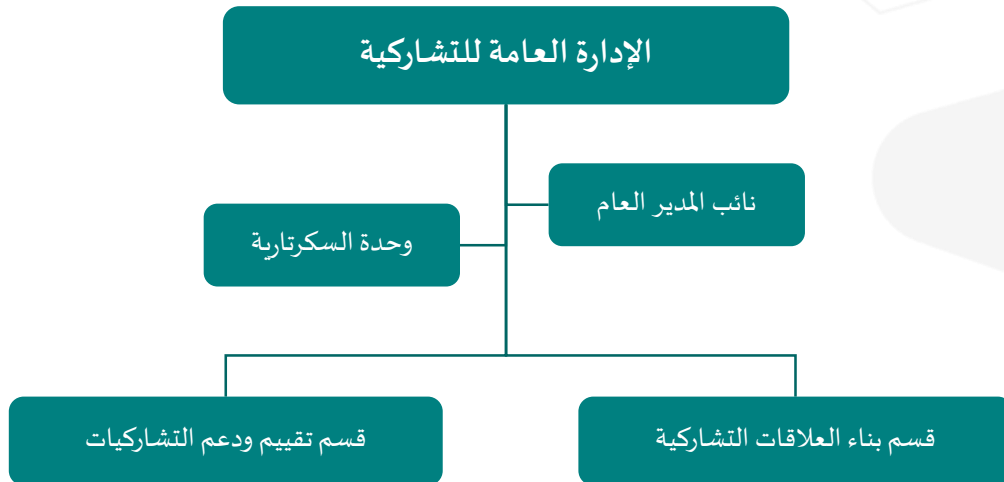 الإدارة العامة للتشاركية
نائب المدير العام
وحدة السكرتارية
قسم بناء العلاقات التشاركية
قسم تقييم ودعم التشاركيات